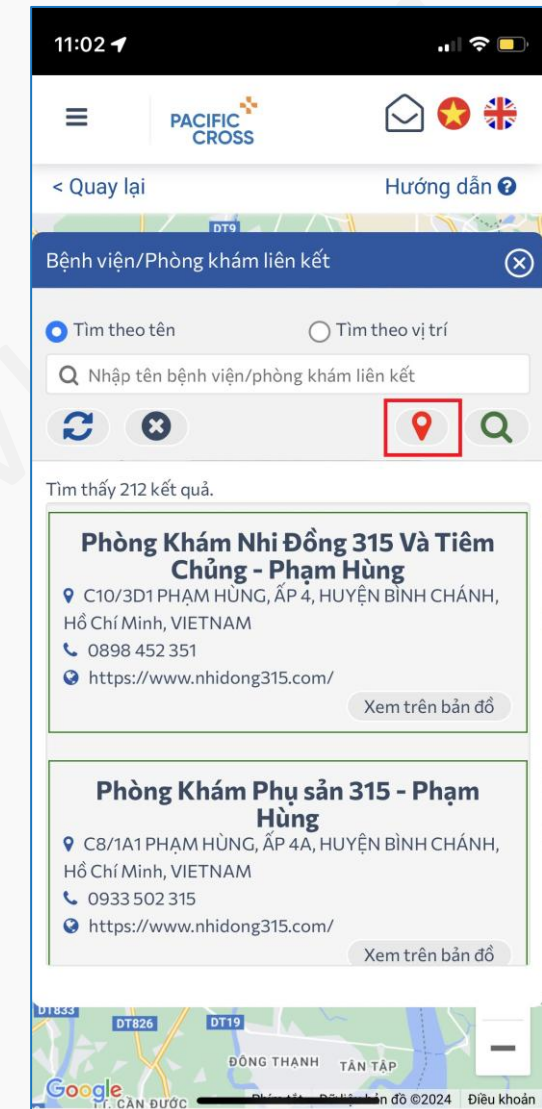 11:02
PACIFIC
CROSS
< Quay lại
Hướng dẫn
DT9
Bệnh viện/Phòng khám liên kết
Tìm theo tên
Tìm theo vị trí
Nhập tên bệnh viện/phòng khám liên kết
Tìm thấy 212 kết quả.
Phòng Khám Nhi Đồng 315 Và Tiêm
Chủng - Phạm Hùng
C10/3D1 PHẠM HÙNG, ẤP 4, HUYỆN BÌNH CHÁNH,
Hồ Chí Minh, VIETNAM
0898 452 351
https://www.nhidong315.com/
Xem trên bản đồ
Phòng Khám Phụ sản 315 - Phạm
Hùng
C8/1A1 PHẠM HÙNG, ẤP 4A, HUYỆN BÌNH CHÁNH,
Hồ Chí Minh, VIETNAM
0933 502 315
https://www.nhidong315.com/
Xem trên bản đồ
DT833
DT826
DT19
ĐÔNG THẠNH
TÂN TẬP
Google
TT. CẦN ĐƯỚC
bản đồ ©2024
Điều khoản